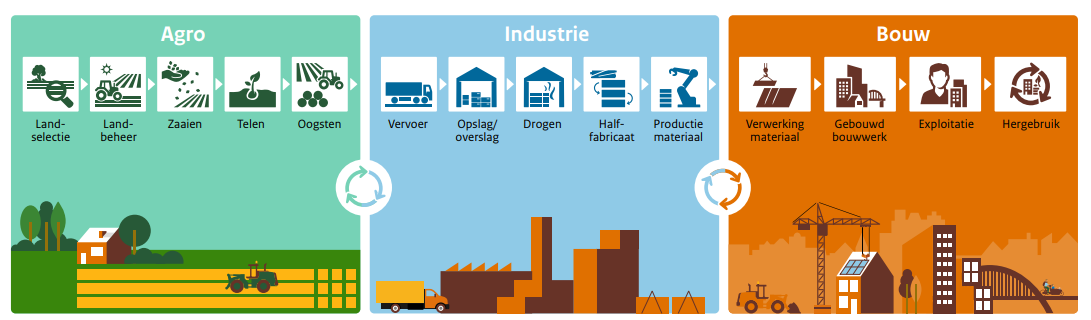 Agro
Land-
selectie
Land-
beheer
Zaaien
Telen
Oogsten
Industrie
Vervoer
Opslag/
overslag
Drogen
Half-
fabricaat
Productie
materiaal
Bouw
Verwerking
materiaal
Gebouwd
bouwwerk
Exploitatie
Hergebruik